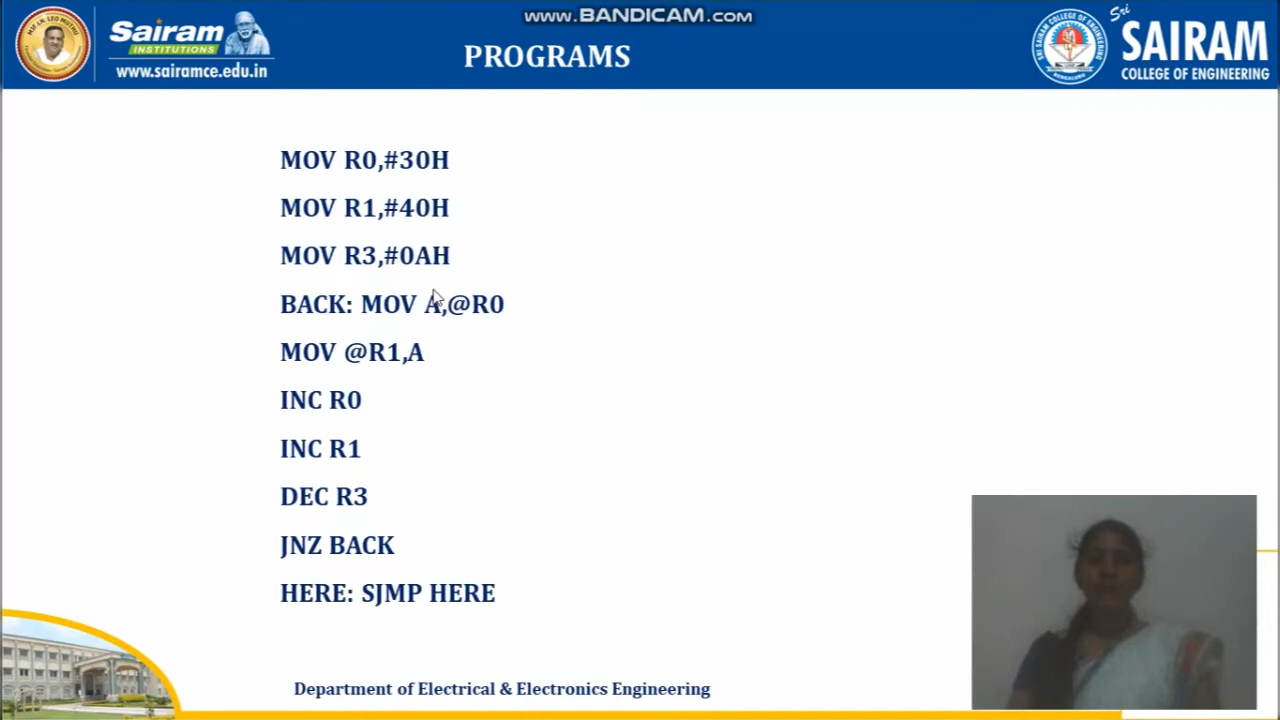 www.BANDICAM.com
Sairam
INSTITUTIONS
www.sairamce.edu.in
PROGRAMS
Sri
SAIRAM
COLLEGE OF ENGINEERING
MOV R0,#30H
MOV R1,#40H
MOV R3,#0AH
BACK: MOV A,@R0
MOV @R1,A
INC R0
INC R1
DEC R3
JNZ BACK
HERE: SJMP HERE
Department of Electrical & Electronics Engineering